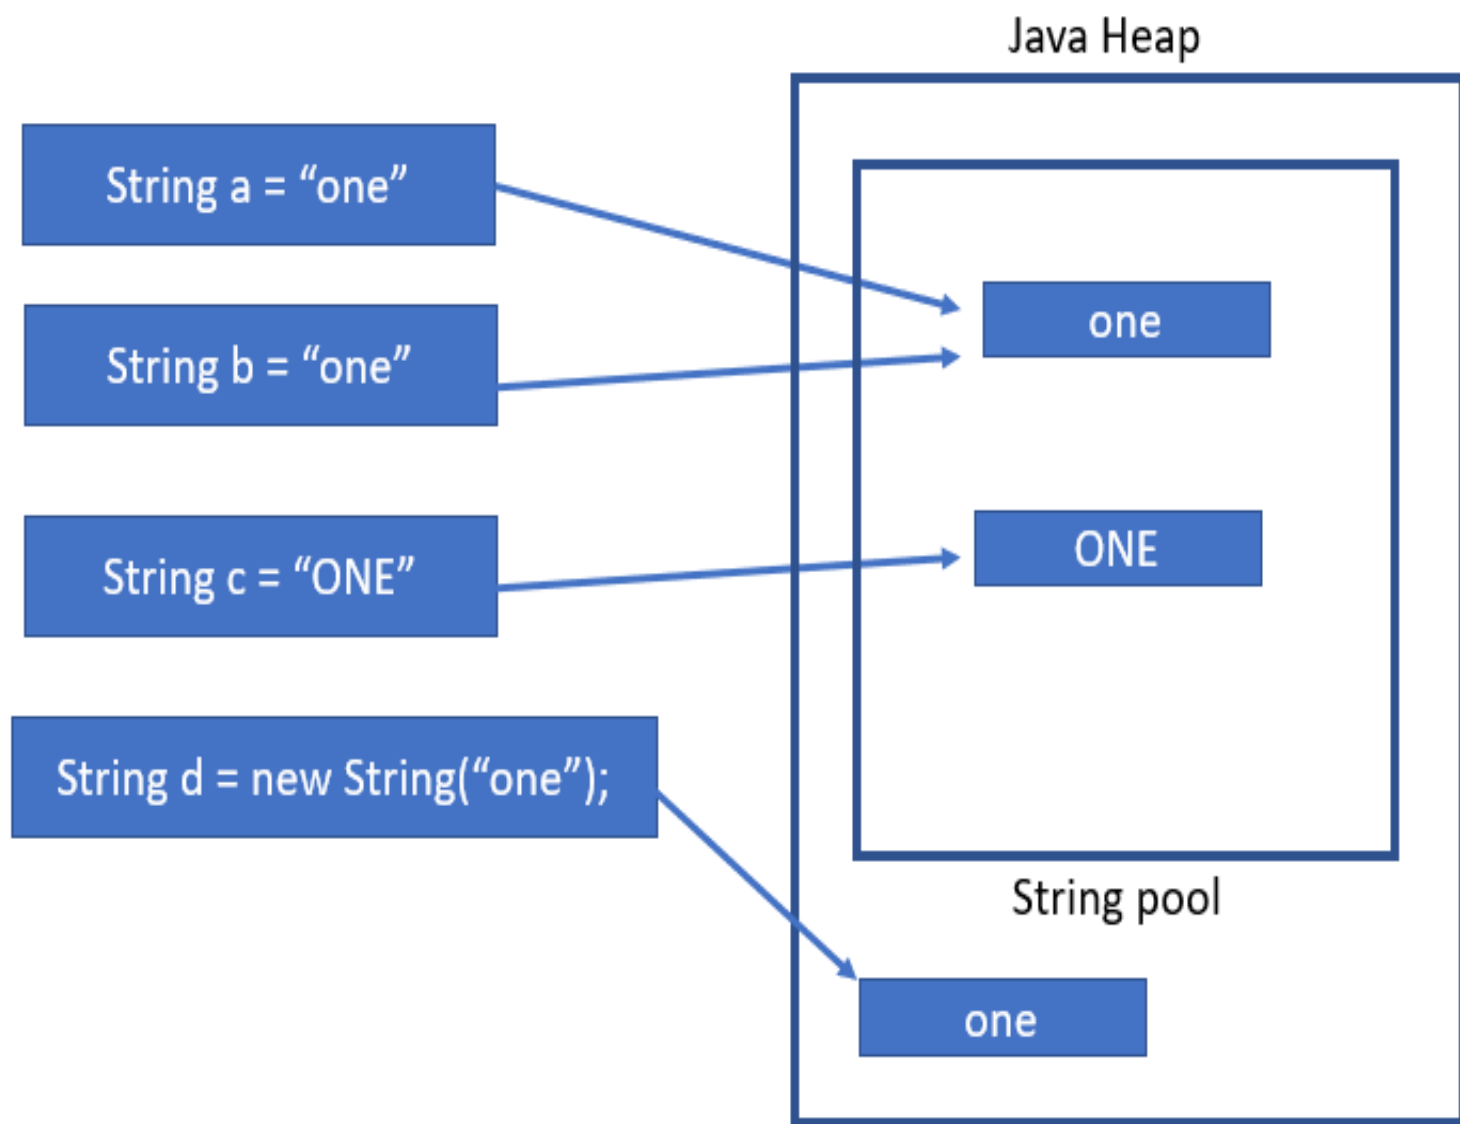 Java Heap
String a = “one”
one
String b = “one”
ONE
String c = “ONE”
String d = new String(“one”);
String pool
one